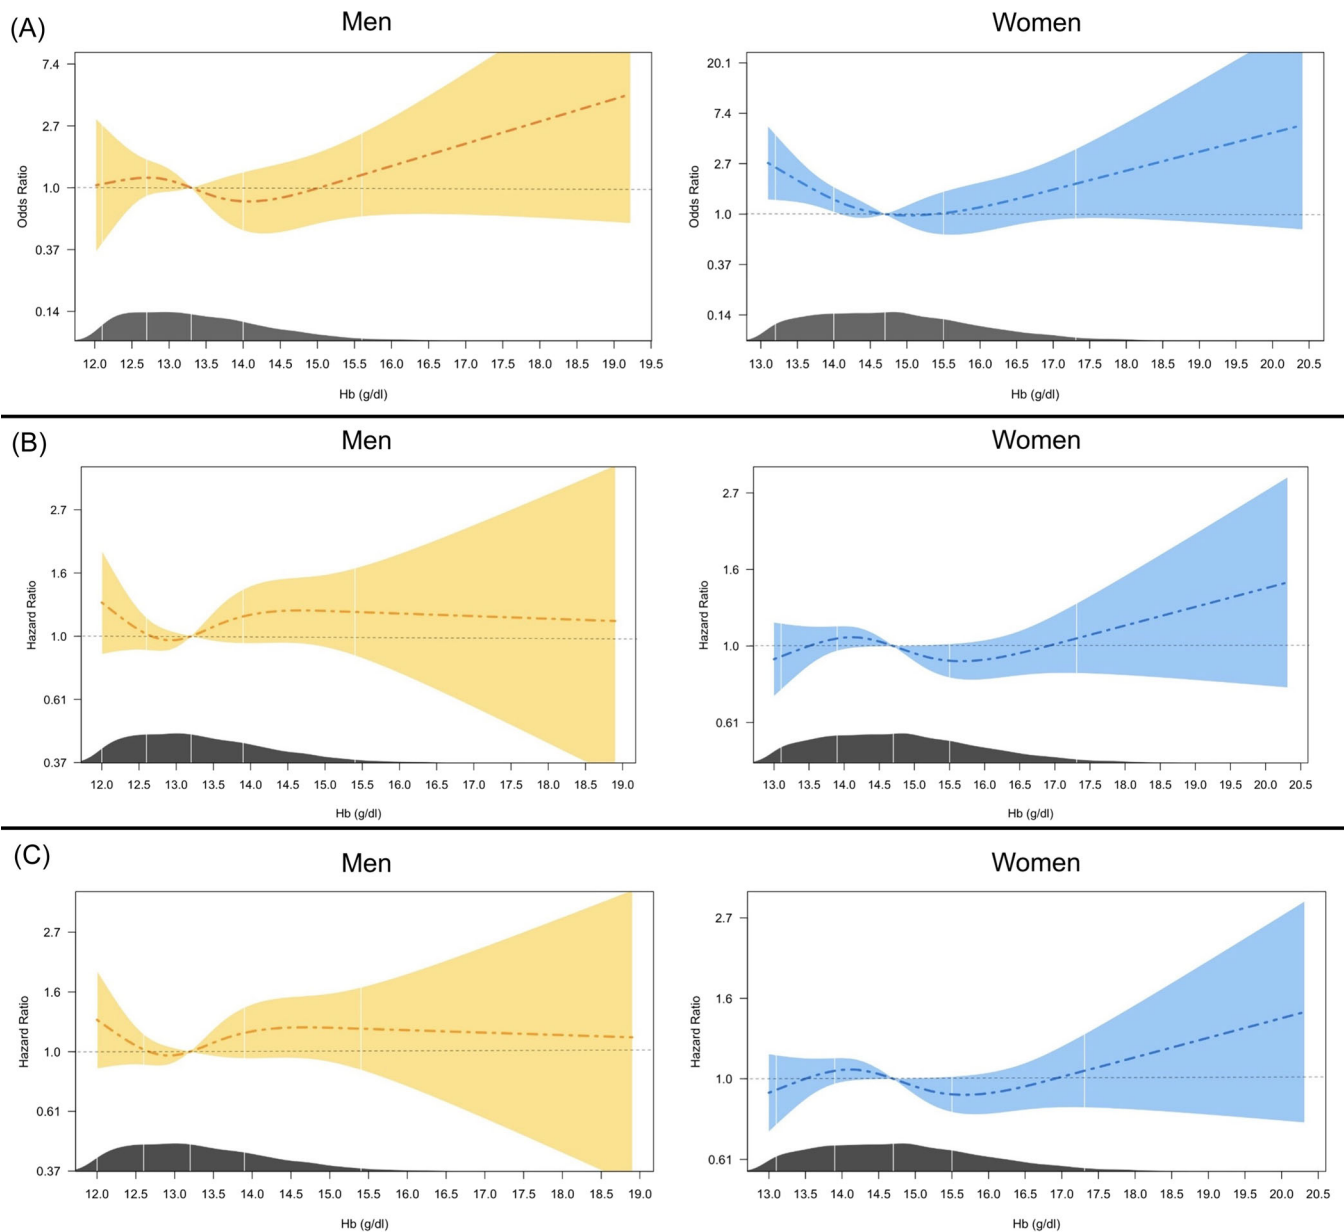 (A)
Men
Women
Odds Ratio
7.4
2.7
1.0
0.37
0.14
12.0 12.5 13.0 13.5 14.0 14.5 15.0 15.5 16.0 16.5 17.0 17.5 18.0 18.5 19.0 19.5
Hb (g/dl)
Odds Ratio
20.1
7.4
2.7
1.0
0.37
0.14
13.0 13.5 14.0 14.5 15.0 15.5 16.0 16.5 17.0 17.5 18.0 18.5 19.0 19.5 20.0 20.5
Hb (g/dl)
(B)
Men
Women
Hazard Ratio
2.7
1.6
1.0
0.61
0.37
12.0 12.5 13.0 13.5 14.0 14.5 15.0 15.5 16.0 16.5 17.0 17.5 18.0 18.5 19.0
Hb (g/dl)
Hazard Ratio
2.7
1.6
1.0
0.61
13.0 13.5 14.0 14.5 15.0 15.5 16.0 16.5 17.0 17.5 18.0 18.5 19.0 19.5 20.0 20.5
Hb (g/dl)
(C)
Men
Women
Hazard Ratio
2.7
1.6
1.0
0.61
0.37
12.0 12.5 13.0 13.5 14.0 14.5 15.0 15.5 16.0 16.5 17.0 17.5 18.0 18.5 19.0
Hb (g/dl)
Hazard Ratio
2.7
1.6
1.0
0.61
13.0 13.5 14.0 14.5 15.0 15.5 16.0 16.5 17.0 17.5 18.0 18.5 19.0 19.5 20.0 20.5
Hb (g/dl)